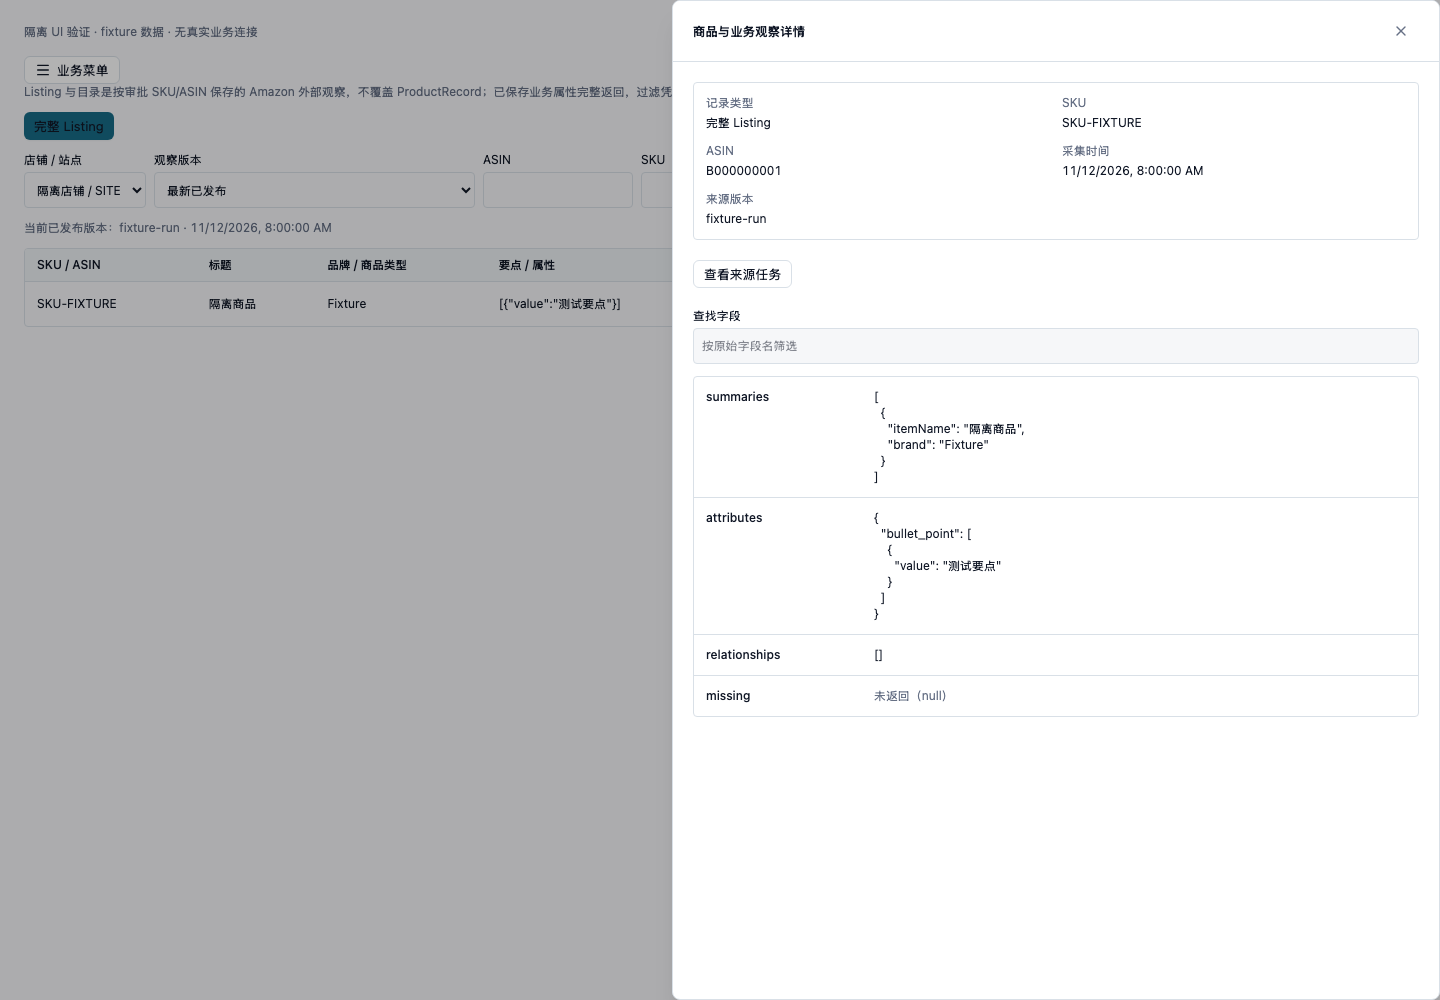 隔离 UI 验证 · fixture 数据 · 无真实业务连接
业务菜单
Listing 与目录是按审批 SKU/ASIN 保存的 Amazon 外部观察，不覆盖 ProductRecord；已保存业务属性完整返回，过滤凭
完整 Listing
店铺 / 站点 观察版本 ASIN SKU
隔离店铺 / SITE 最新已发布
当前已发布版本：fixture-run · 11/12/2026, 8:00:00 AM
SKU / ASIN 标题 品牌 / 商品类型 要点 / 属性
SKU-FIXTURE 隔离商品 Fixture [{"value":"测试要点"}]
商品与业务观察详情
记录类型 SKU
完整 Listing SKU-FIXTURE
ASIN 采集时间
B000000001 11/12/2026, 8:00:00 AM
来源版本
fixture-run
查看来源任务
查找字段
按原始字段名筛选
summaries [
{
"itemName": "隔离商品",
"brand": "Fixture"
}
]
attributes {
"bullet_point": [
{
"value": "测试要点"
}
]
}
relationships []
missing 未返回（null）